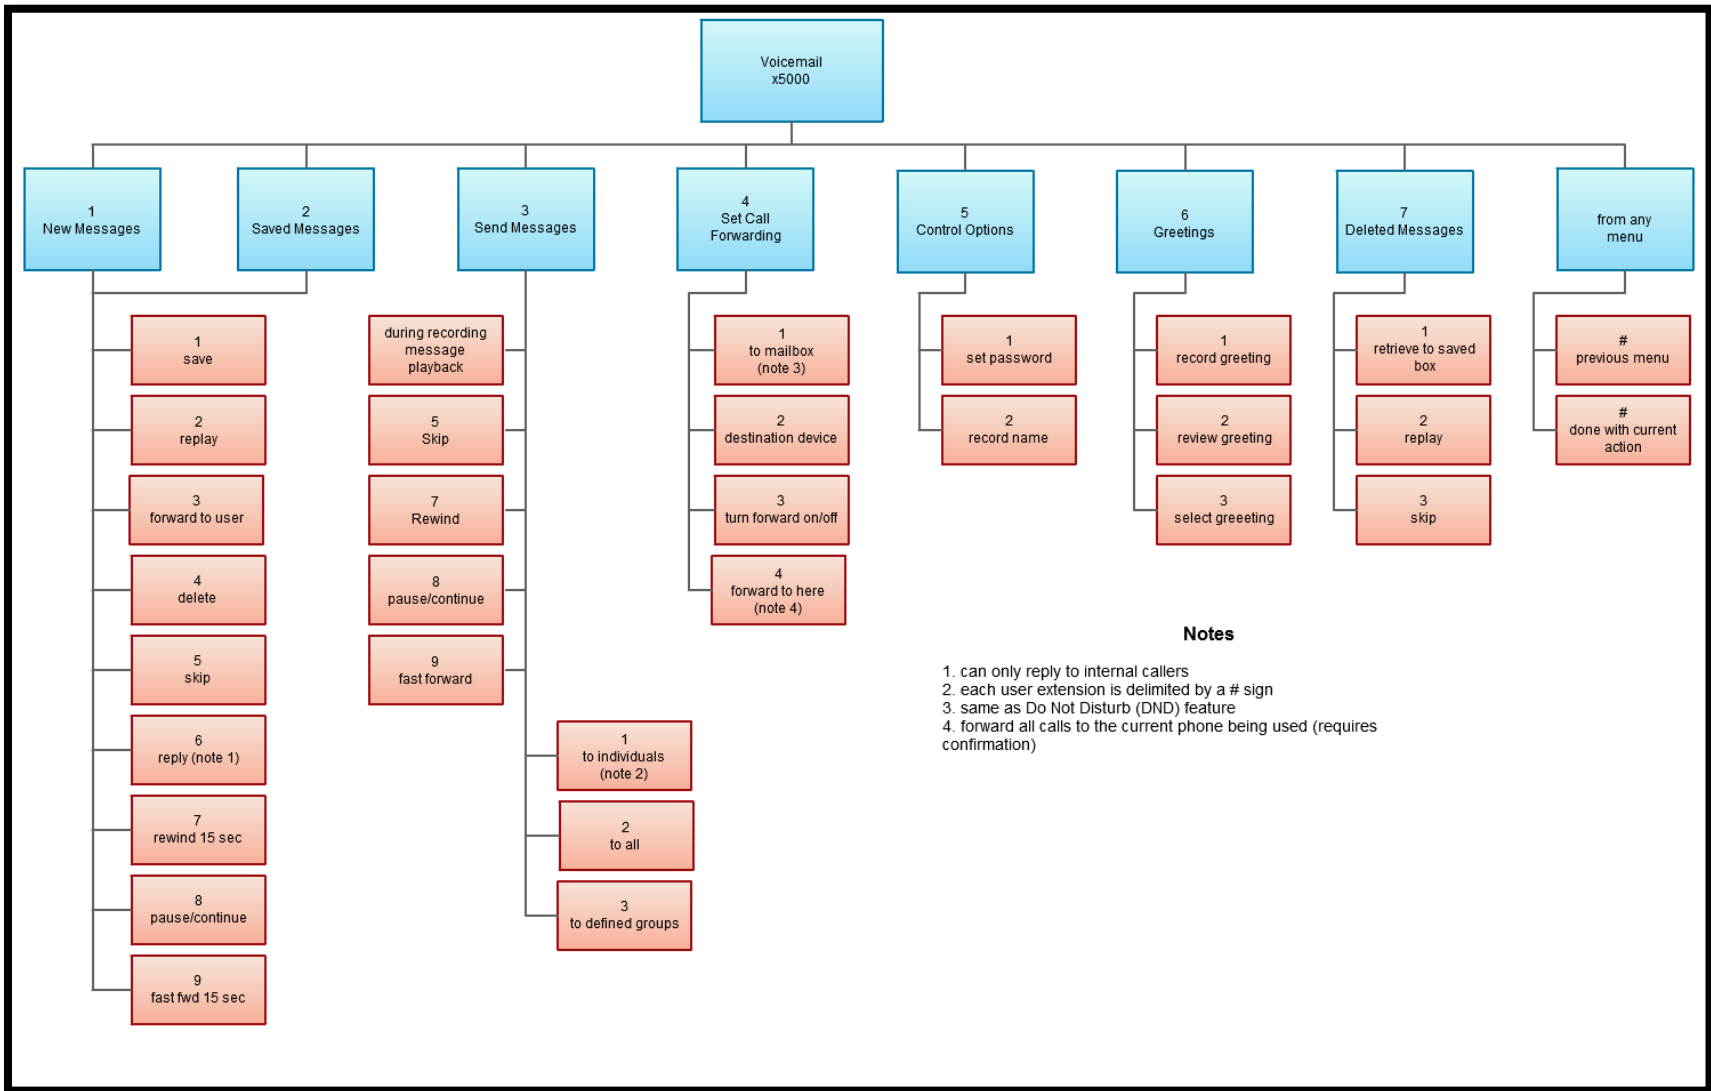 Voicemail
x5000
1
New Messages
2
Saved Messages
3
Send Messages
4
Set Call
Forwarding
5
Control Options
6
Greetings
7
Deleted Messages
from any
menu
1
save
2
replay
3
forward to user
4
delete
5
skip
6
reply (note 1)
7
rewind 15 sec
8
pause/continue
9
fast fwd 15 sec
during recording
message
playback
5
Skip
7
Rewind
8
pause/continue
9
fast forward
1
to individuals
(note 2)
2
to all
3
to defined groups
1
to mailbox
(note 3)
2
destination device
3
turn forward on/off
4
forward to here
(note 4)
1
set password
2
record name
1
record greeting
2
review greeting
3
select greeeting
1
retrieve to saved
box
2
replay
3
skip
#
previous menu
#
done with current
action
Notes
1. can only reply to internal callers
2. each user extension is delimited by a # sign
3. same as Do Not Disturb (DND) feature
4. forward all calls to the current phone being used (requires
confirmation)